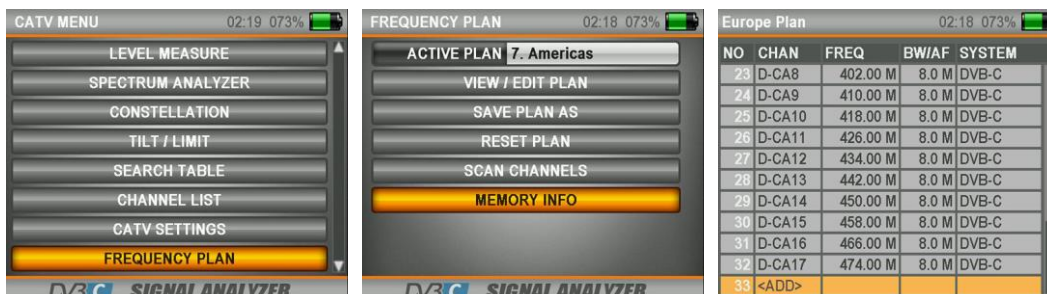 CATV MENU 02:19 073%
LEVEL MEASURE
SPECTRUM ANALYZER
CONSTELLATION
TILT / LIMIT
SEARCH TABLE
CHANNEL LIST
CATV SETTINGS
FREQUENCY PLAN
DVB C SIGNAL ANALYZER
FREQUENCY PLAN 02:18 073%
ACTIVE PLAN 7. Americas
VIEW / EDIT PLAN
SAVE PLAN AS
RESET PLAN
SCAN CHANNELS
MEMORY INFO
DVB C SIGNAL ANALYZER
Europe Plan 02:18 073%
NO CHAN FREQ BW/AF SYSTEM
23 D-CA8 402.00 M 8.0 M DVB-C
24 D-CA9 410.00 M 8.0 M DVB-C
25 D-CA10 418.00 M 8.0 M DVB-C
26 D-CA11 426.00 M 8.0 M DVB-C
27 D-CA12 434.00 M 8.0 M DVB-C
28 D-CA13 442.00 M 8.0 M DVB-C
29 D-CA14 450.00 M 8.0 M DVB-C
30 D-CA15 458.00 M 8.0 M DVB-C
31 D-CA16 466.00 M 8.0 M DVB-C
32 D-CA17 474.00 M 8.0 M DVB-C
33 <ADD>